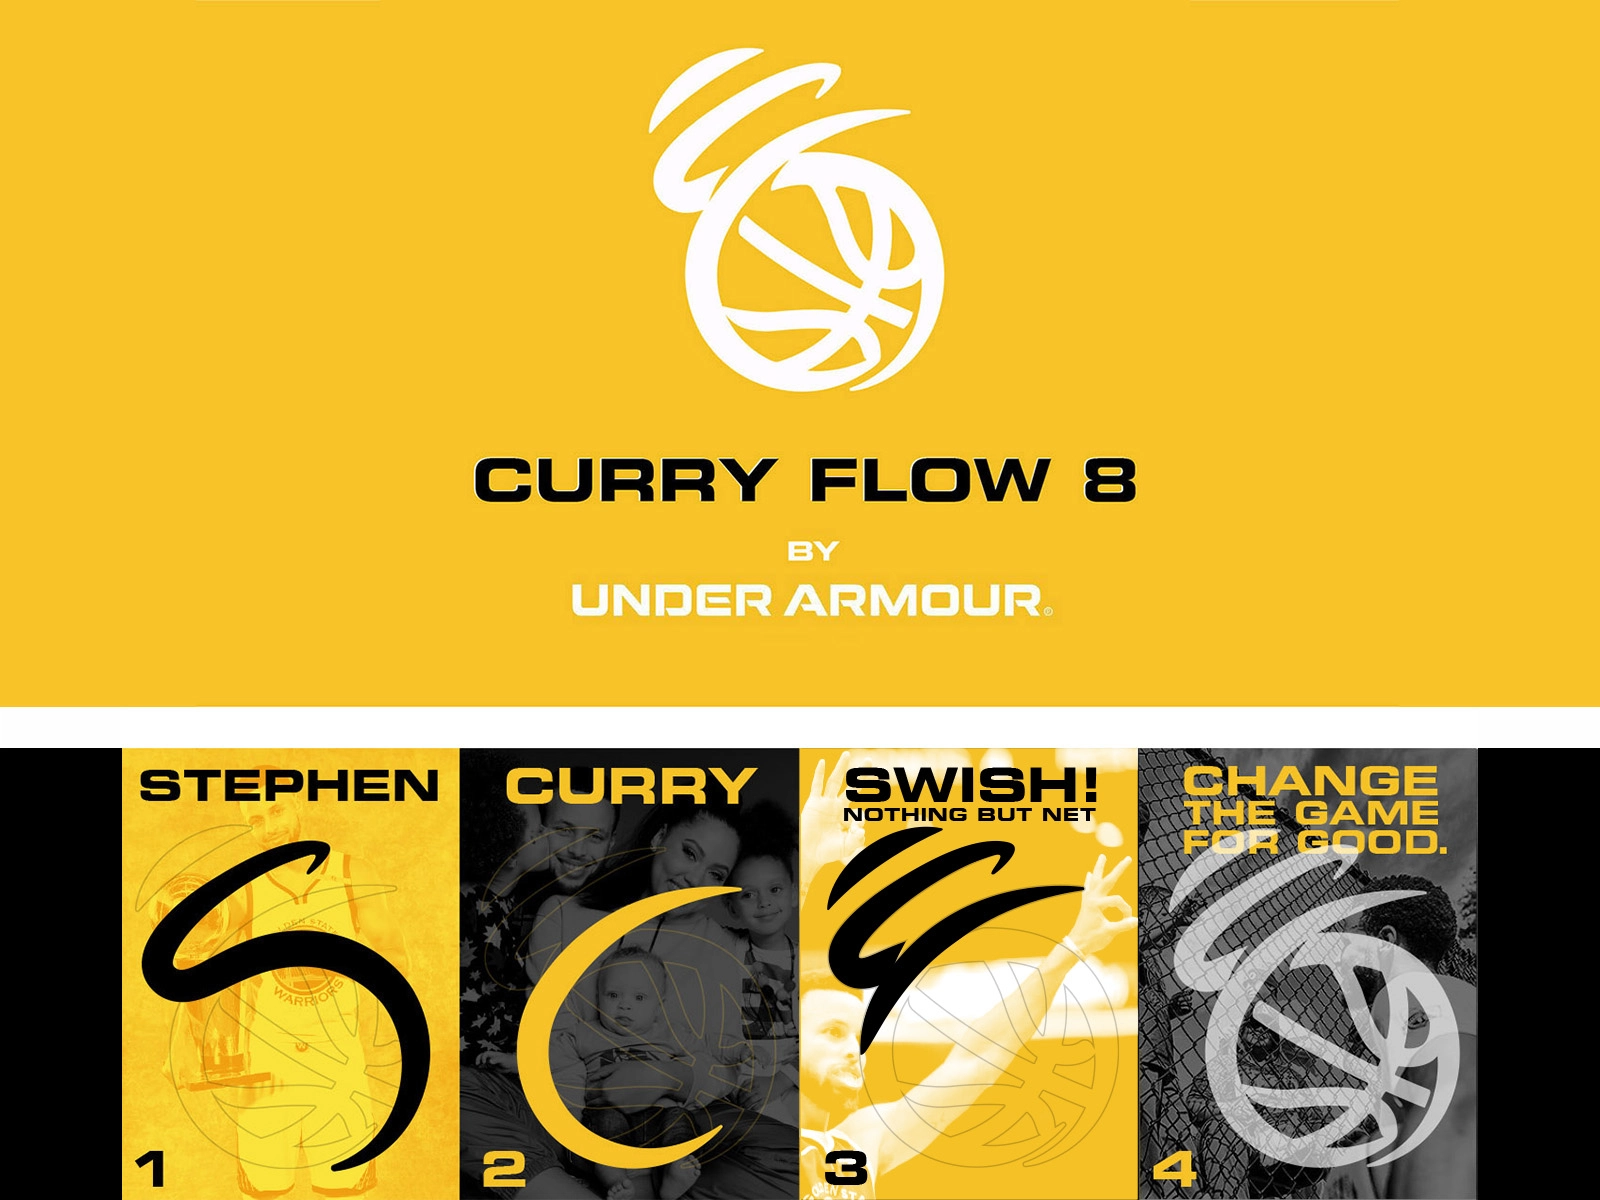 CURRY FLOW 8
BY
UNDER ARMOUR®
STEPHEN
WARRIORS
1
CURRY
2
SWISH!
NOTHING BUT NET
3
CHANGE
THE GAME
FOR GOOD.
4